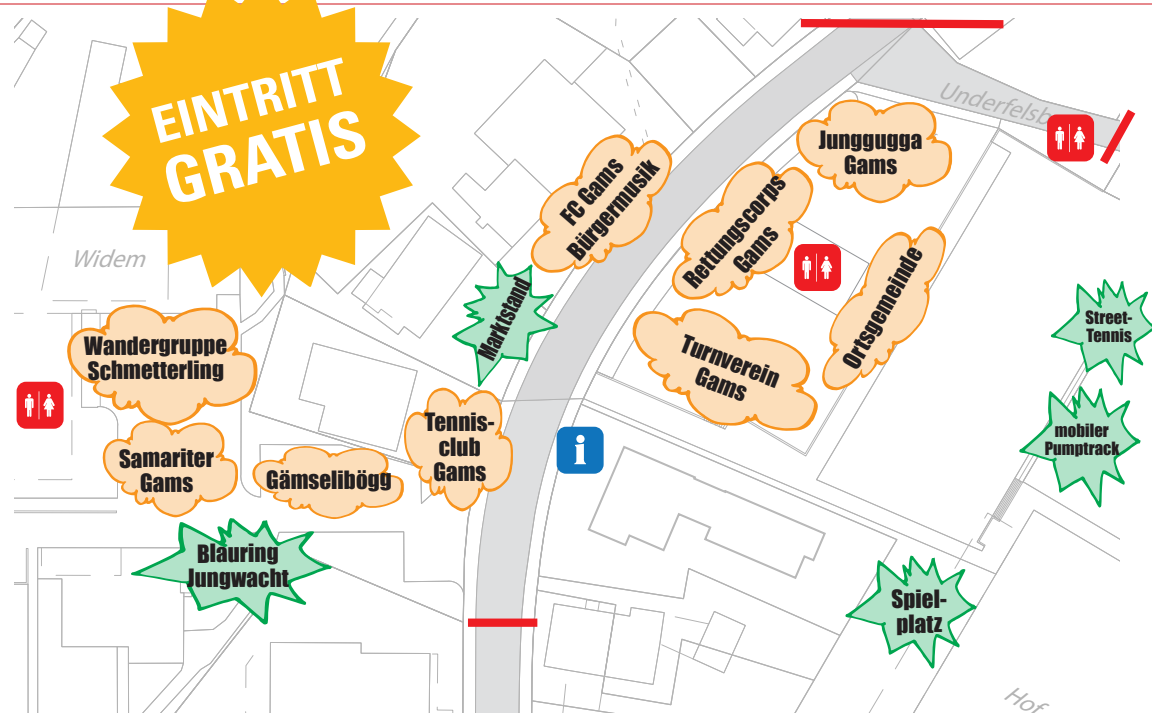 EINTRITT
GRATIS
Underfelsb
Junggugga
Gams
FC Gams
Bürgermusik
Rettungscorps
Gams
Widem
Marktstand
Ortsgemeinde
Street-
Tennis
Wandergruppe
Schmetterling
Turnverein
Gams
Tennis-
club
Gams
mobiler
Pumptrack
i
Samariter
Gams
Gämselibögg
Blauring
Jungwacht
Spiel-
platz
Hof